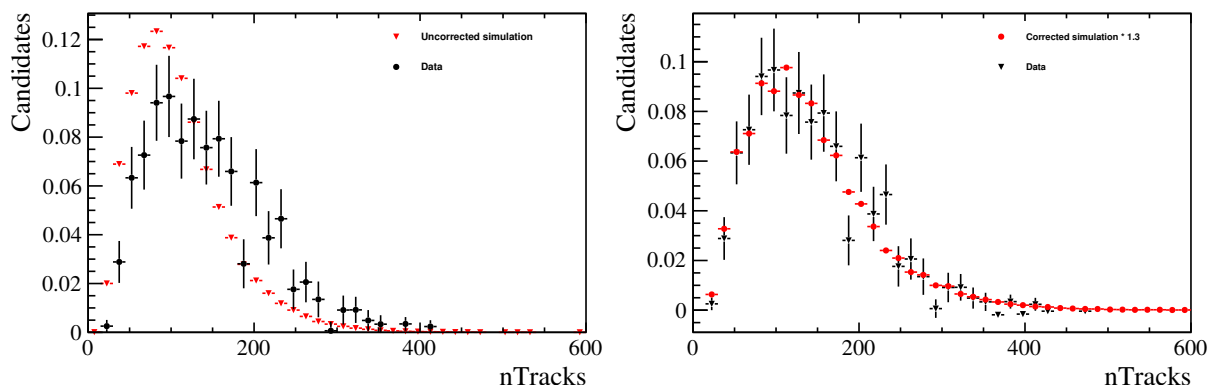 Candidates
0.12
0.1
0.08
0.06
0.04
0.02
0
0 200 400 600
nTracks
Uncorrected simulation
Data
Candidates
0.1
0.08
0.06
0.04
0.02
0
0 200 400 600
nTracks
Corrected simulation * 1.3
Data